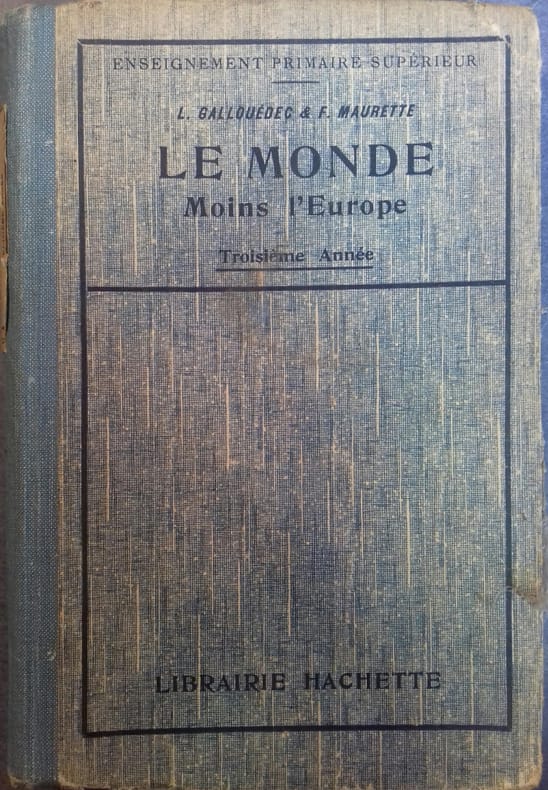 ENSEIGNEMENT PRIMAIRE SUPÉRIEUR
L. GALLOUÉDEC & F. MAURETTE
LE MONDE
Moins l'Europe
Troisième Année
LIBRAIRIE HACHETTE